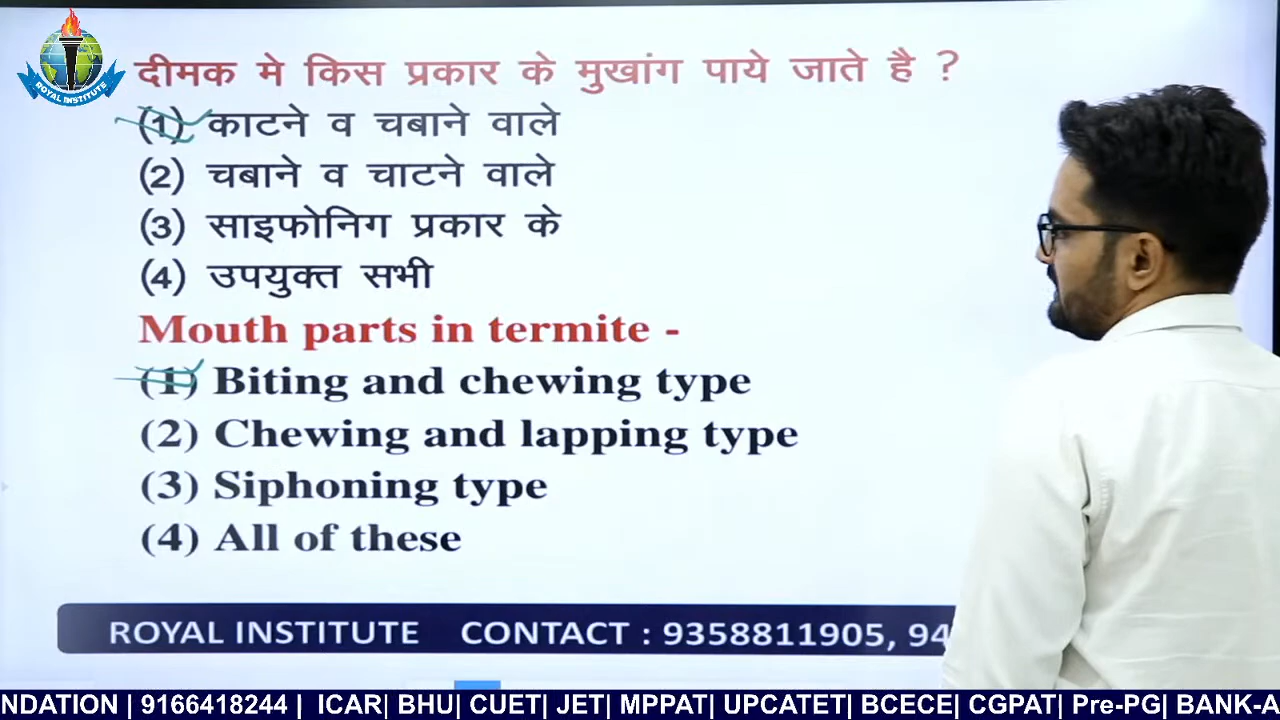 ROYAL INSTITUTE
दीमक मे किस प्रकार के मुखांग पाये जाते है ?
(1) काटने व चबाने वाले
(2) चबाने व चाटने वाले
(3) साइफोनिग प्रकार के
(4) उपयुक्त सभी
Mouth parts in termite -
(1) Biting and chewing type
(2) Chewing and lapping type
(3) Siphoning type
(4) All of these
ROYAL INSTITUTE CONTACT : 9358811905, 94
NDATION | 9166418244 | ICAR| BHU| CUET| JET| MPPAT| UPCATET| BCECE| CGPAT| Pre-PG| BANK-A